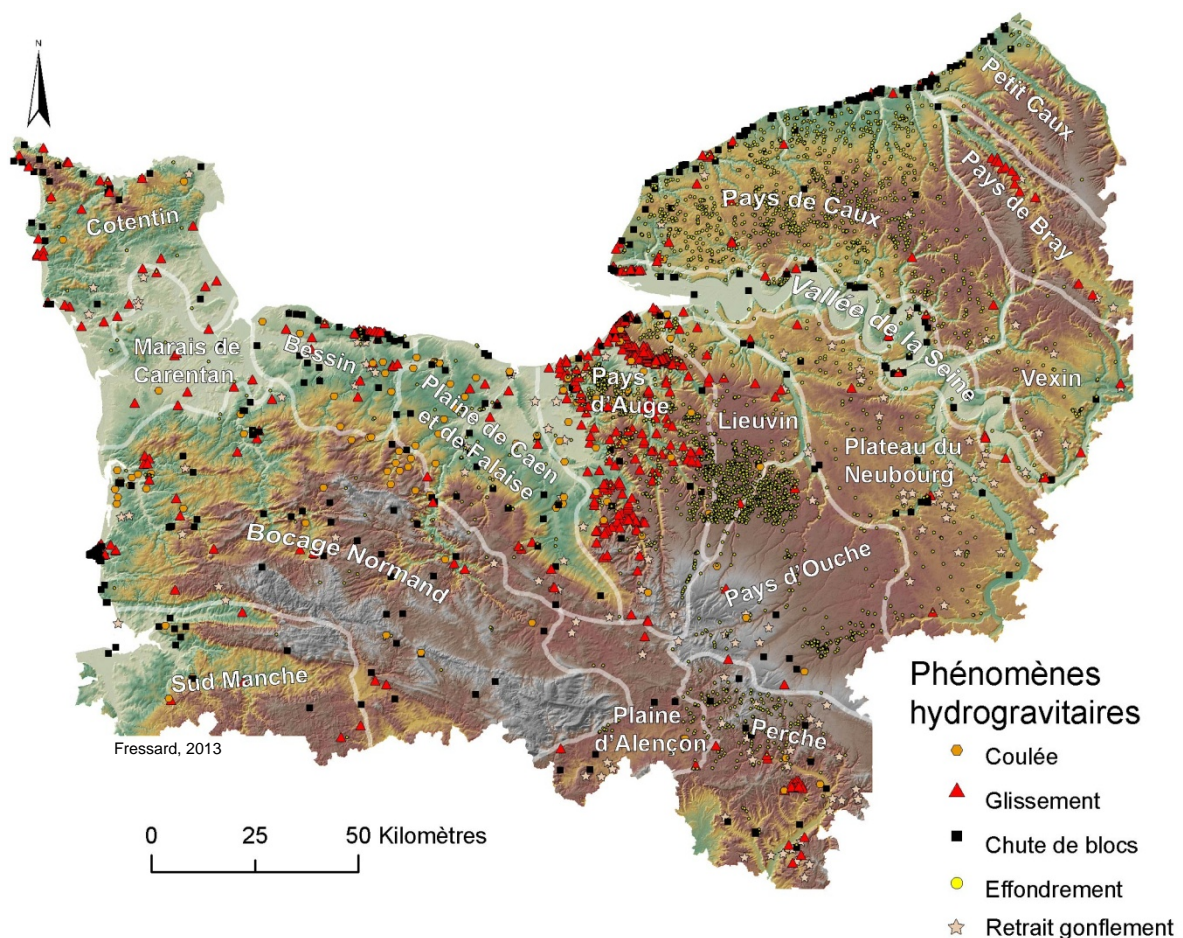 N
Petit Caux
Pays de Bray
Pays de Caux
Cotentin
Vallée de la Seine
Marais de
Carentan
Bessin
Plaine de Caen
et de Falaise
Pays
d'Auge
Lieuvin
Vexin
Plateau du
Neubourg
Bocage Normand
Pays d'Ouche
Sud Manche
Plaine
d'Alençon
Perche
Fressard, 2013
0 25 50 Kilomètres
Phénomènes
hydrogravitaires
Coulée
Glissement
Chute de blocs
Effondrement
Retrait gonflement